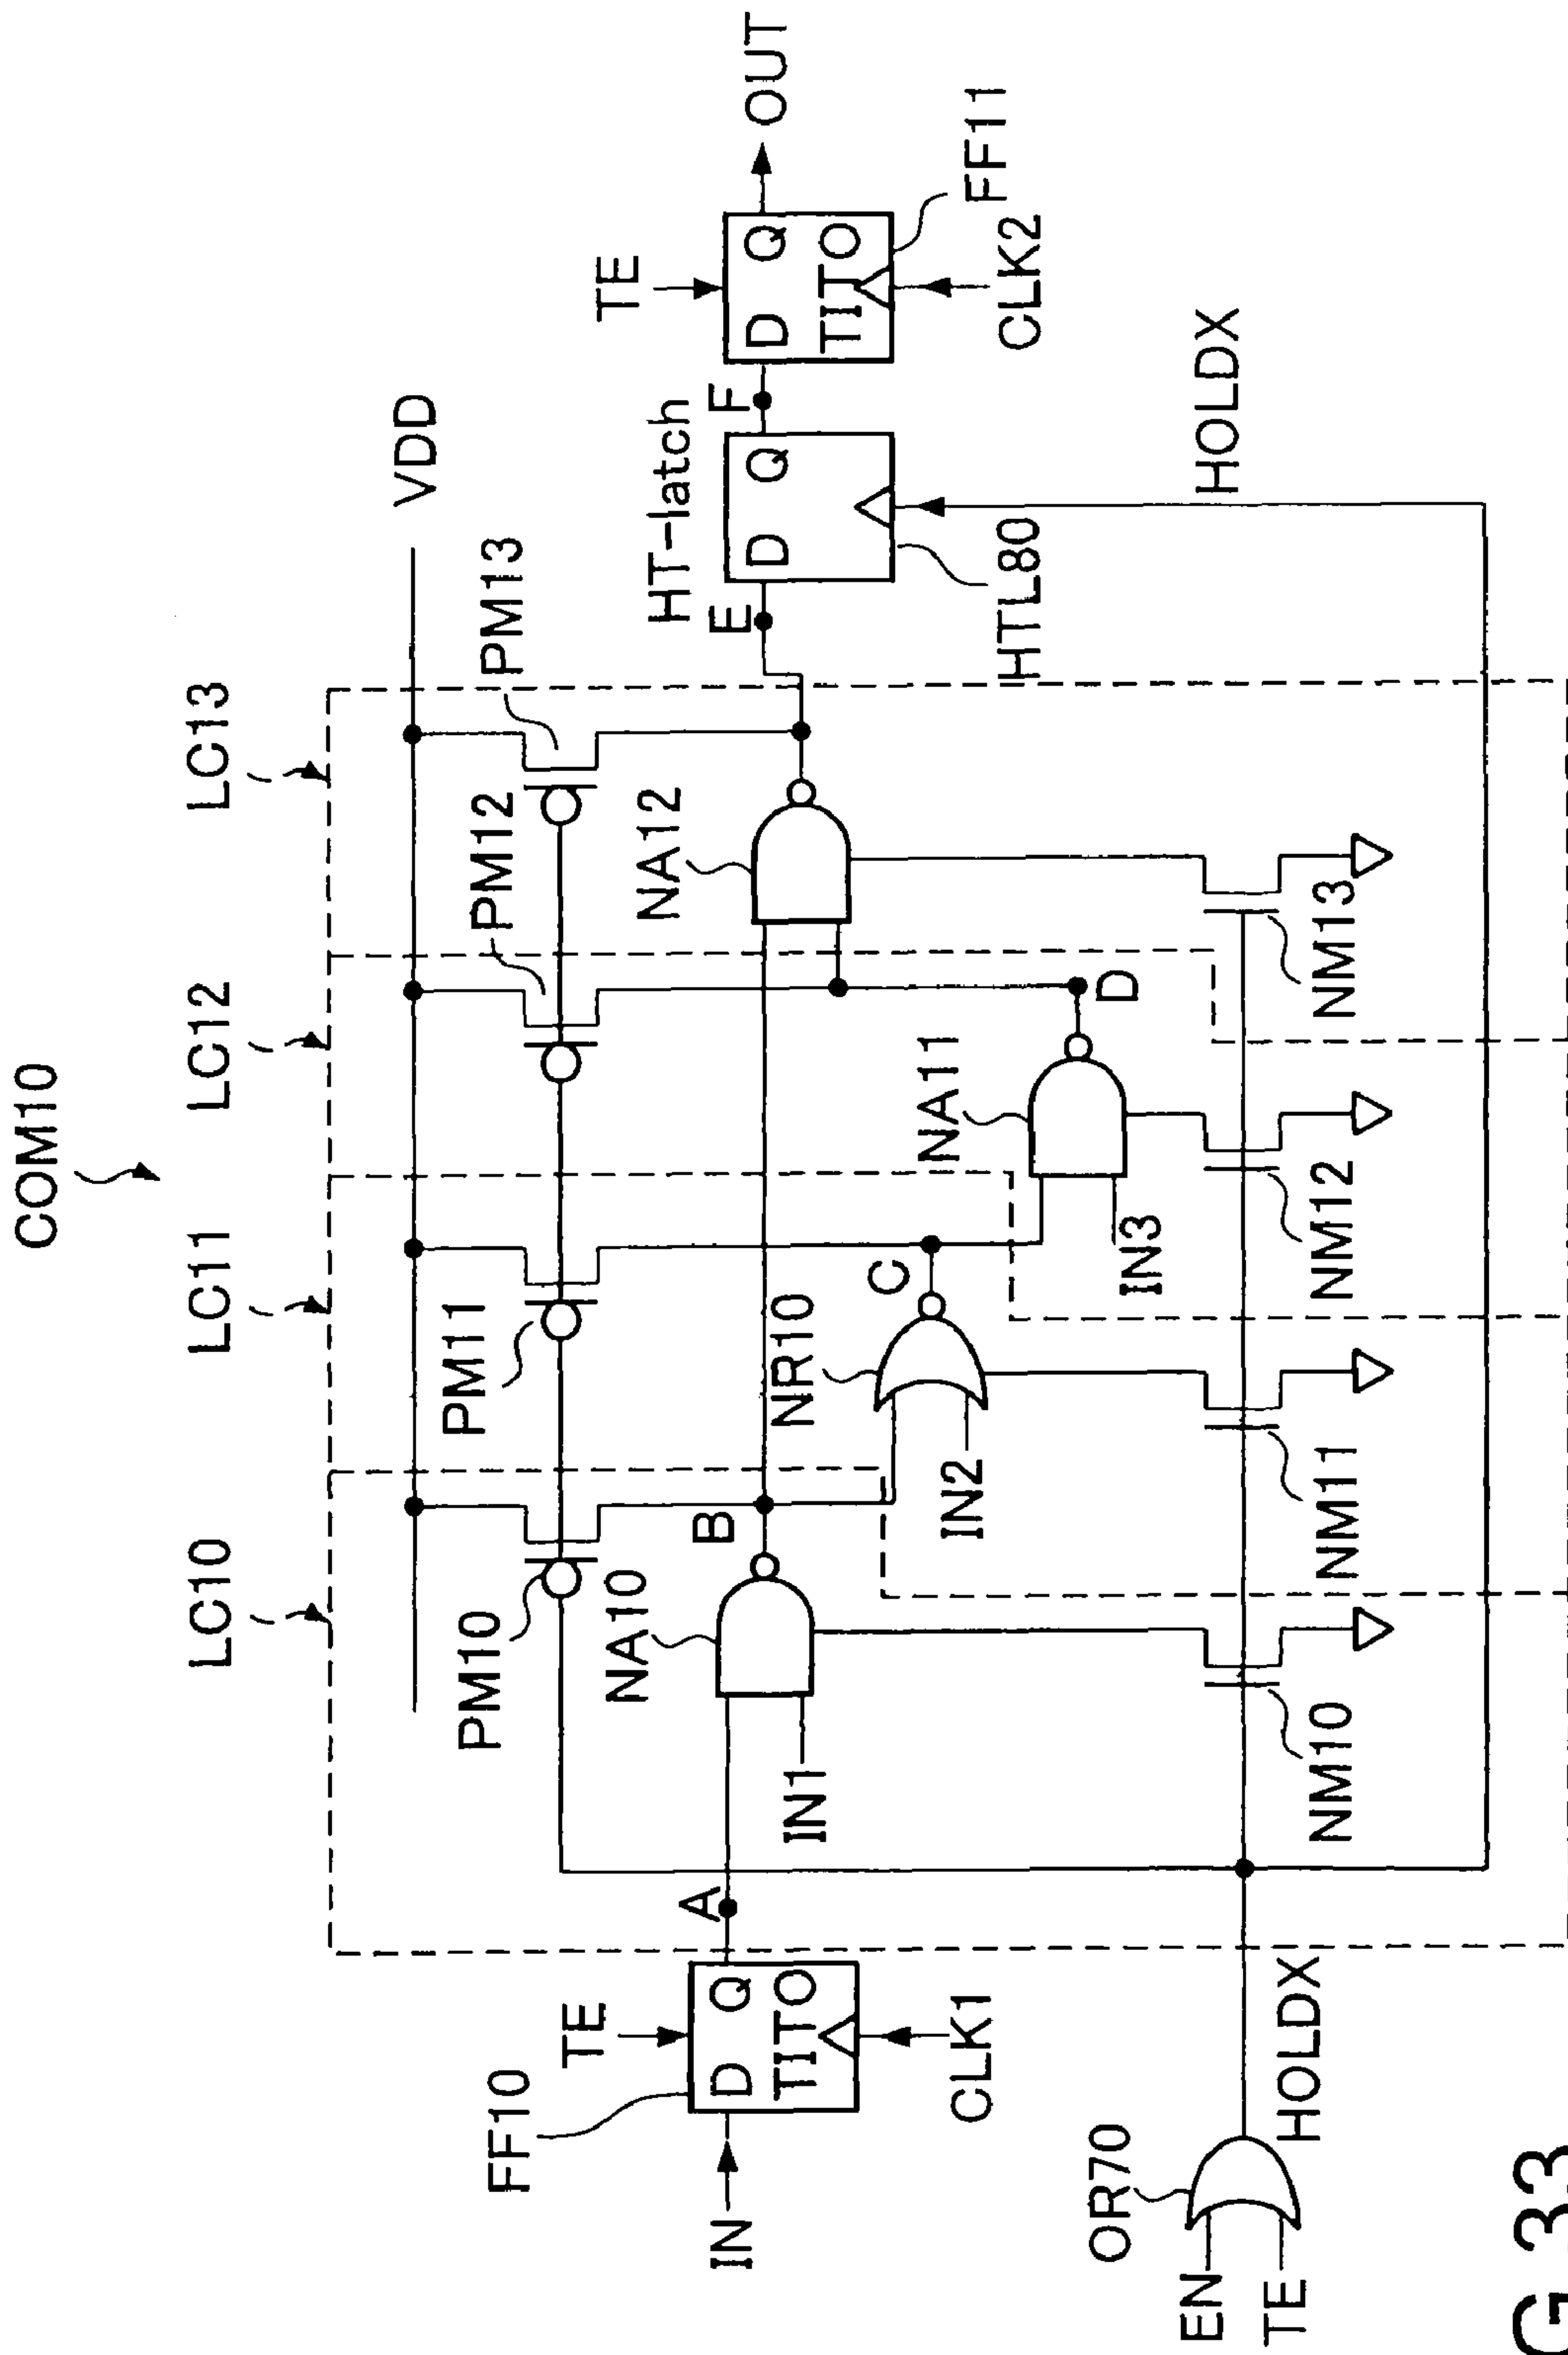 COM10
LC10
LC11
LC12
LC13
VDD
PM10
PM11
PM12
PM13
FF10
TE
NA10
B
NA12
HT-latch
E
F
TE
IN
D
Q
TI
TO
A
IN1
NR10
C
D
Q
D
Q
TI
TO
OUT
CLK1
IN2
NA11
D
HTL80
CLK2
FF11
OR70
IN3
EN
TE
HOLDX
NM10
NM11
NM12
NM13
HOLDX
G. 33